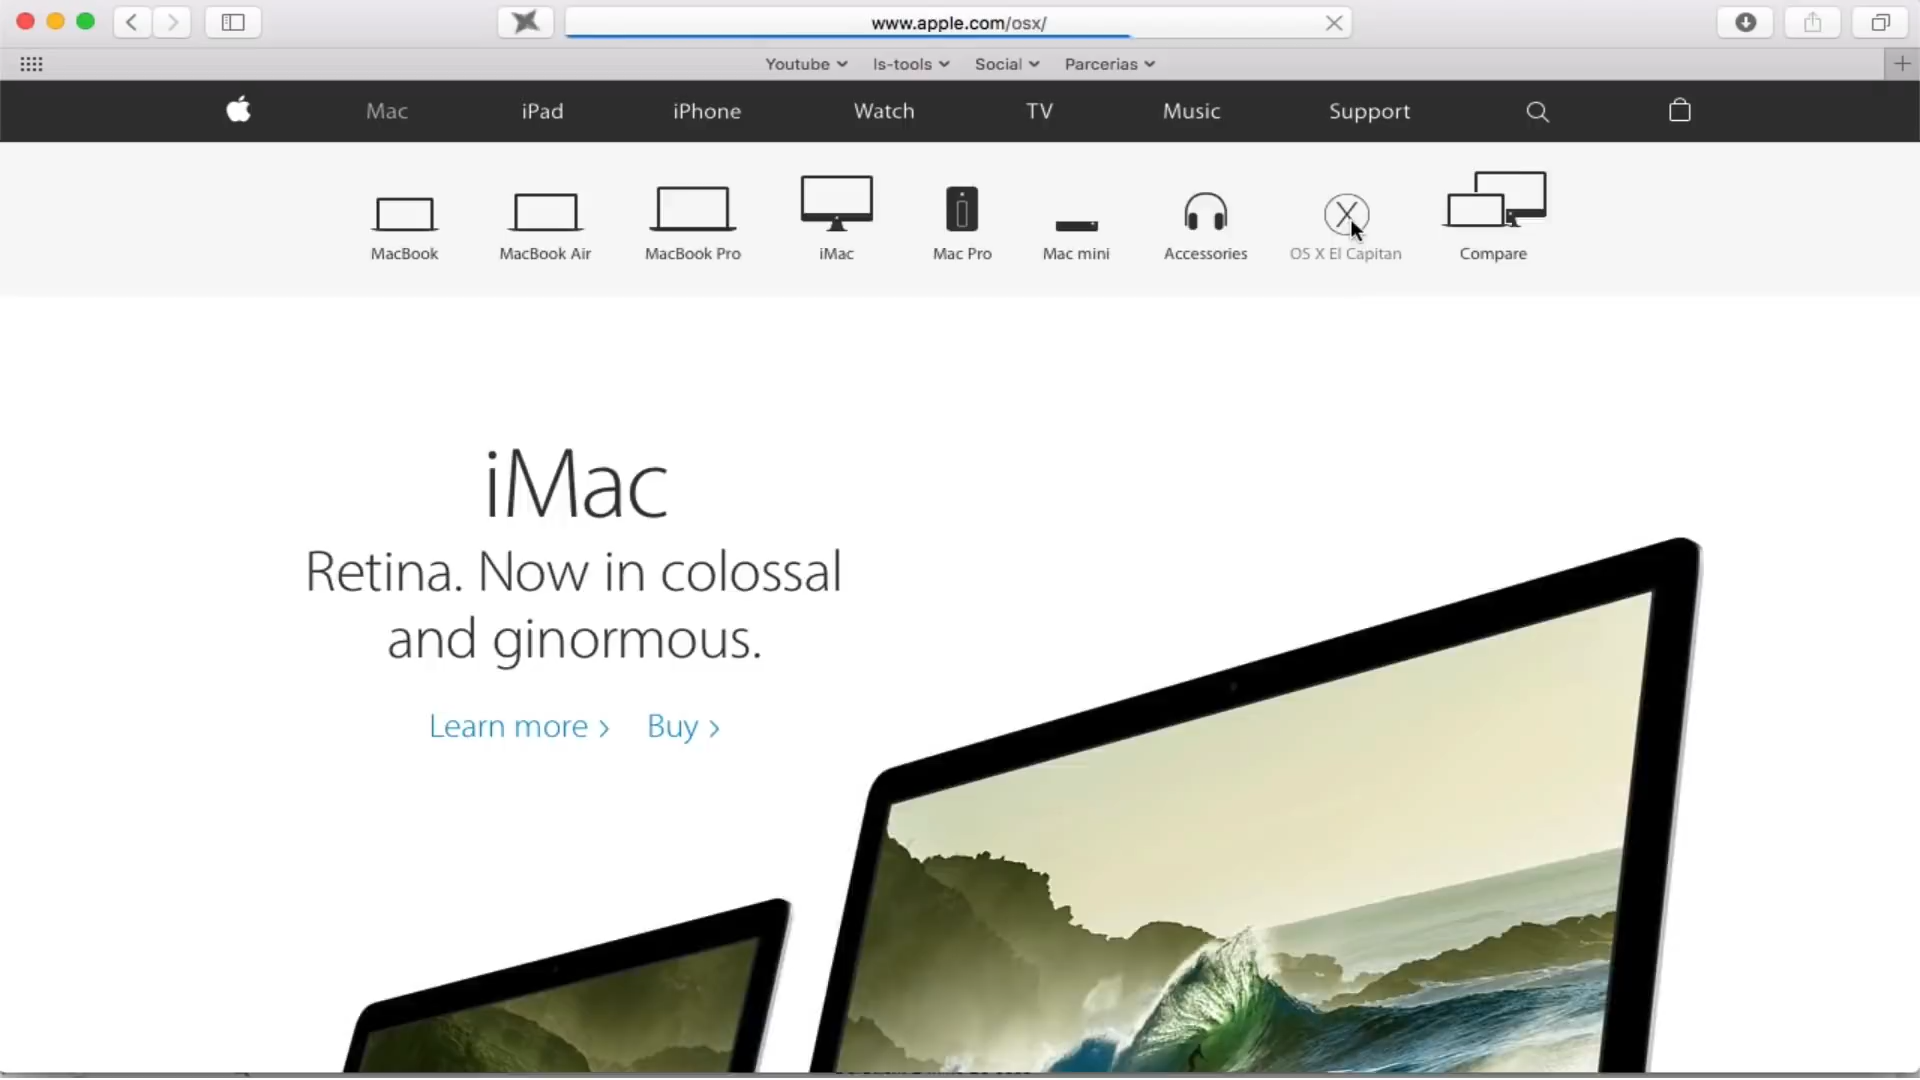 www.apple.com/osx/
Youtube Is-tools Social Parcerias
Mac iPad iPhone Watch TV Music Support
MacBook MacBook Air MacBook Pro iMac Mac Pro Mac mini Accessories OS X El Capitan Compare
iMac
Retina. Now in colossal
and ginormous.
Learn more > Buy >